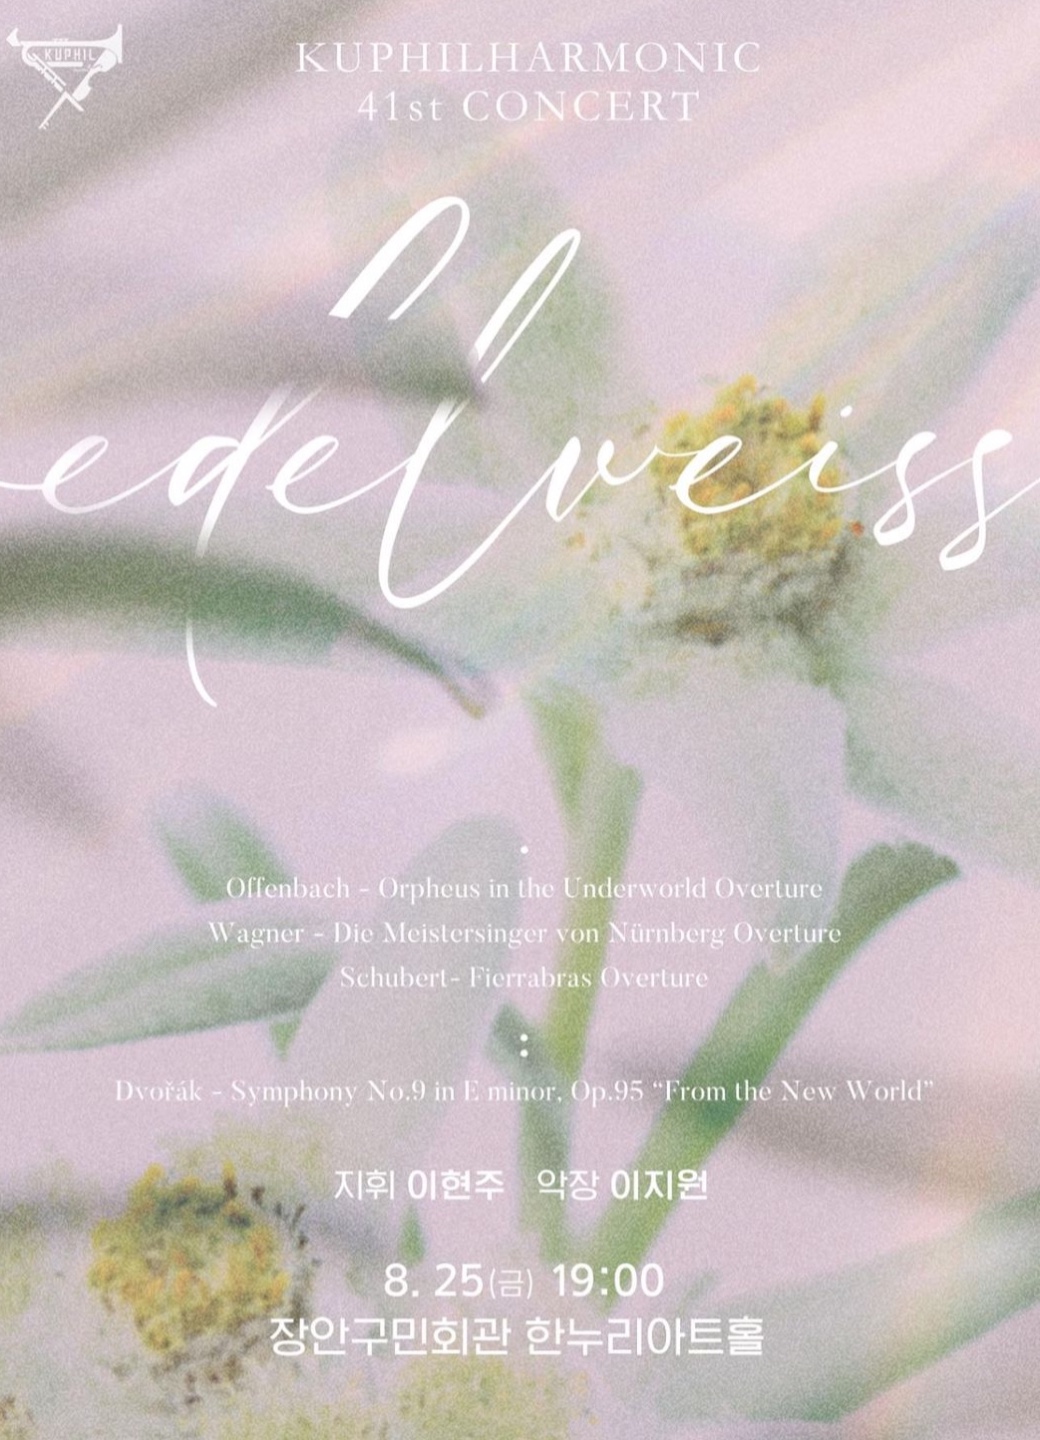 KUPHIL
KUPHILHARMONIC
41st CONCERT
edelweiss
Offenbach - Orpheus in the Underworld Overture
Wagner - Die Meistersinger von Nürnberg Overture
Schubert- Fierrabras Overture
Dvořák - Symphony No.9 in E minor, Op.95 “From the New World”
지휘 이현주 악장 이지원
8. 25(금) 19:00
장안구민회관 한누리아트홀